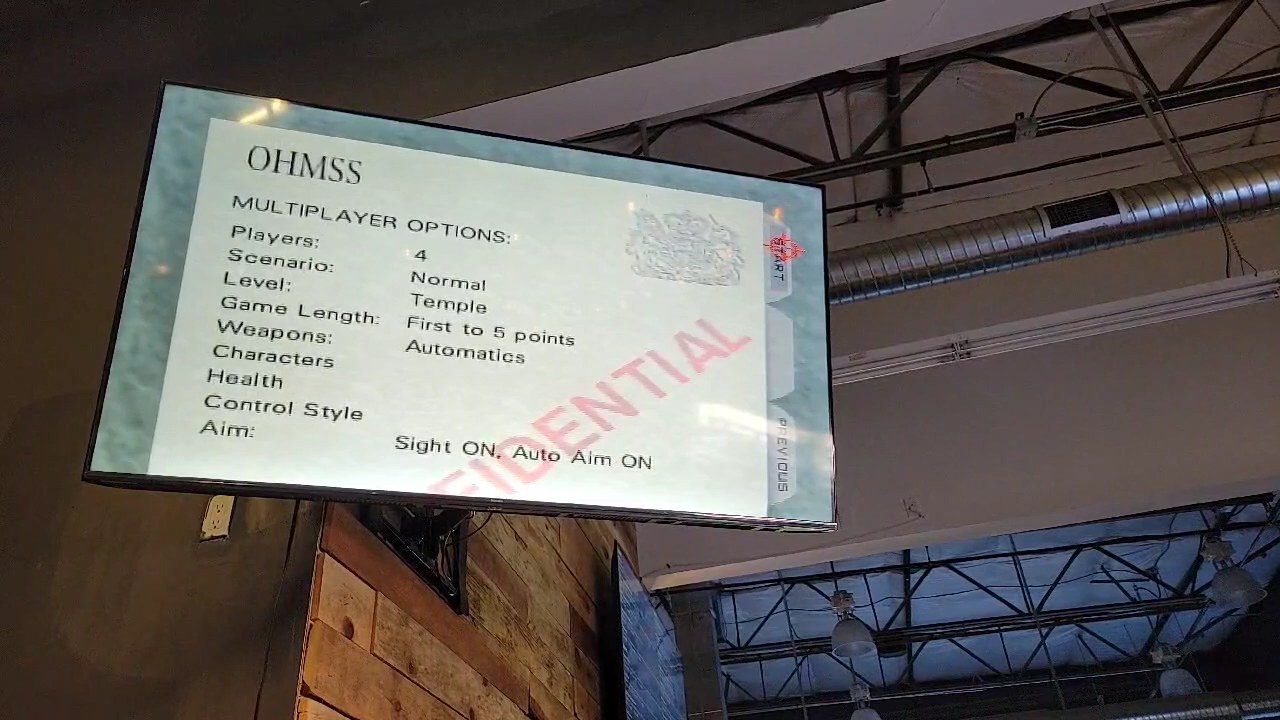 OHMSS
MULTIPLAYER OPTIONS:
Players: 4
Scenario: Normal
Level: Temple
Game Length: First to 5 points
Weapons: Automatics
Characters
Health
Control Style
Aim: Sight ON, Auto Aim ON
START
PREVIOUS